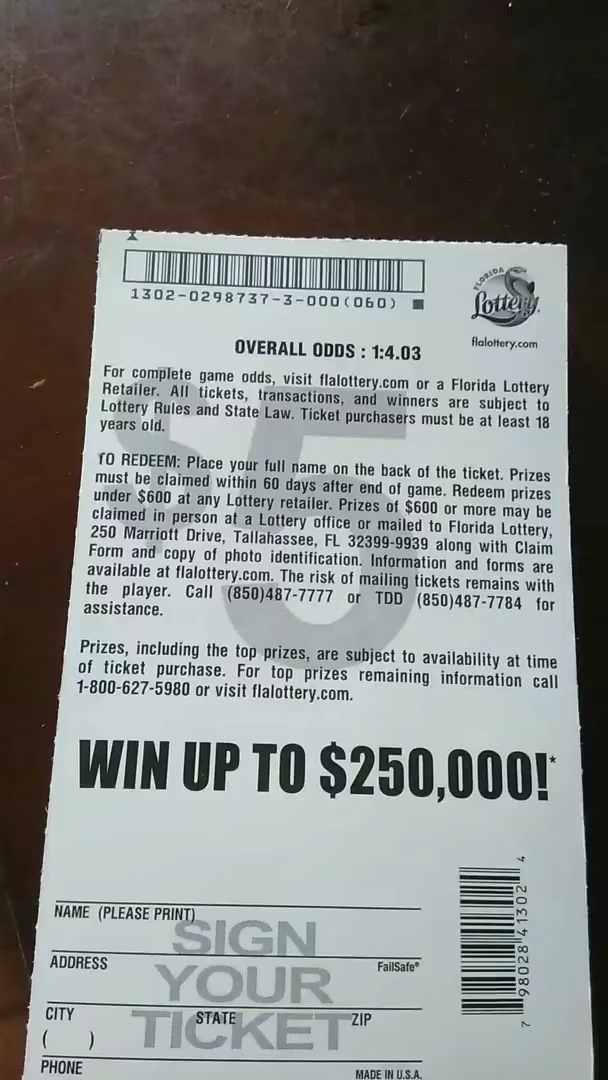 1302-0298737-3-000(060)
FLORIDA
Lottery
flalottery.com
OVERALL ODDS : 1:4.03
For complete game odds, visit flalottery.com or a Florida Lottery
Retailer. All tickets, transactions, and winners are subject to
Lottery Rules and State Law. Ticket purchasers must be at least 18
years old.
$5
TO REDEEM: Place your full name on the back of the ticket. Prizes
must be claimed within 60 days after end of game. Redeem prizes
under $600 at any Lottery retailer. Prizes of $600 or more may be
claimed in person at a Lottery office or mailed to Florida Lottery,
250 Marriott Drive, Tallahassee, FL 32399-9939 along with Claim
Form and copy of photo identification. Information and forms are
available at flalottery.com. The risk of mailing tickets remains with
the player. Call (850)487-7777 or TDD (850)487-7784 for
assistance.
Prizes, including the top prizes, are subject to availability at time
of ticket purchase. For top prizes remaining information call
1-800-627-5980 or visit flalottery.com.
WIN UP TO $250,000!*
NAME (PLEASE PRINT)
SIGN
ADDRESS
FailSafe®
YOUR
CITY STATE ZIP
TICKET
( )
PHONE
MADE IN U.S.A.
7 98028 41302 4